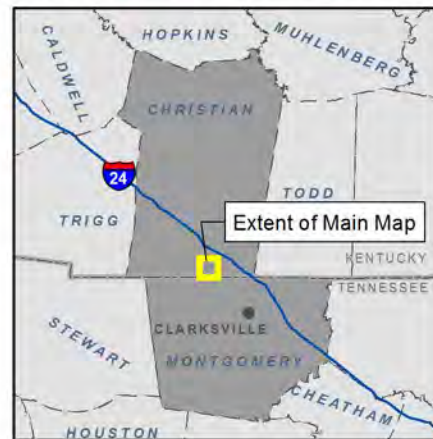 HOPKINS
MUHLENBERG
CALDWELL
CHRISTIAN
24
TODD
TRIGG
Extent of Main Map
KENTUCKY
TENNESSEE
CLARKSVILLE
STEWART
MONTGOMERY
CHEATHAM
HOUSTON